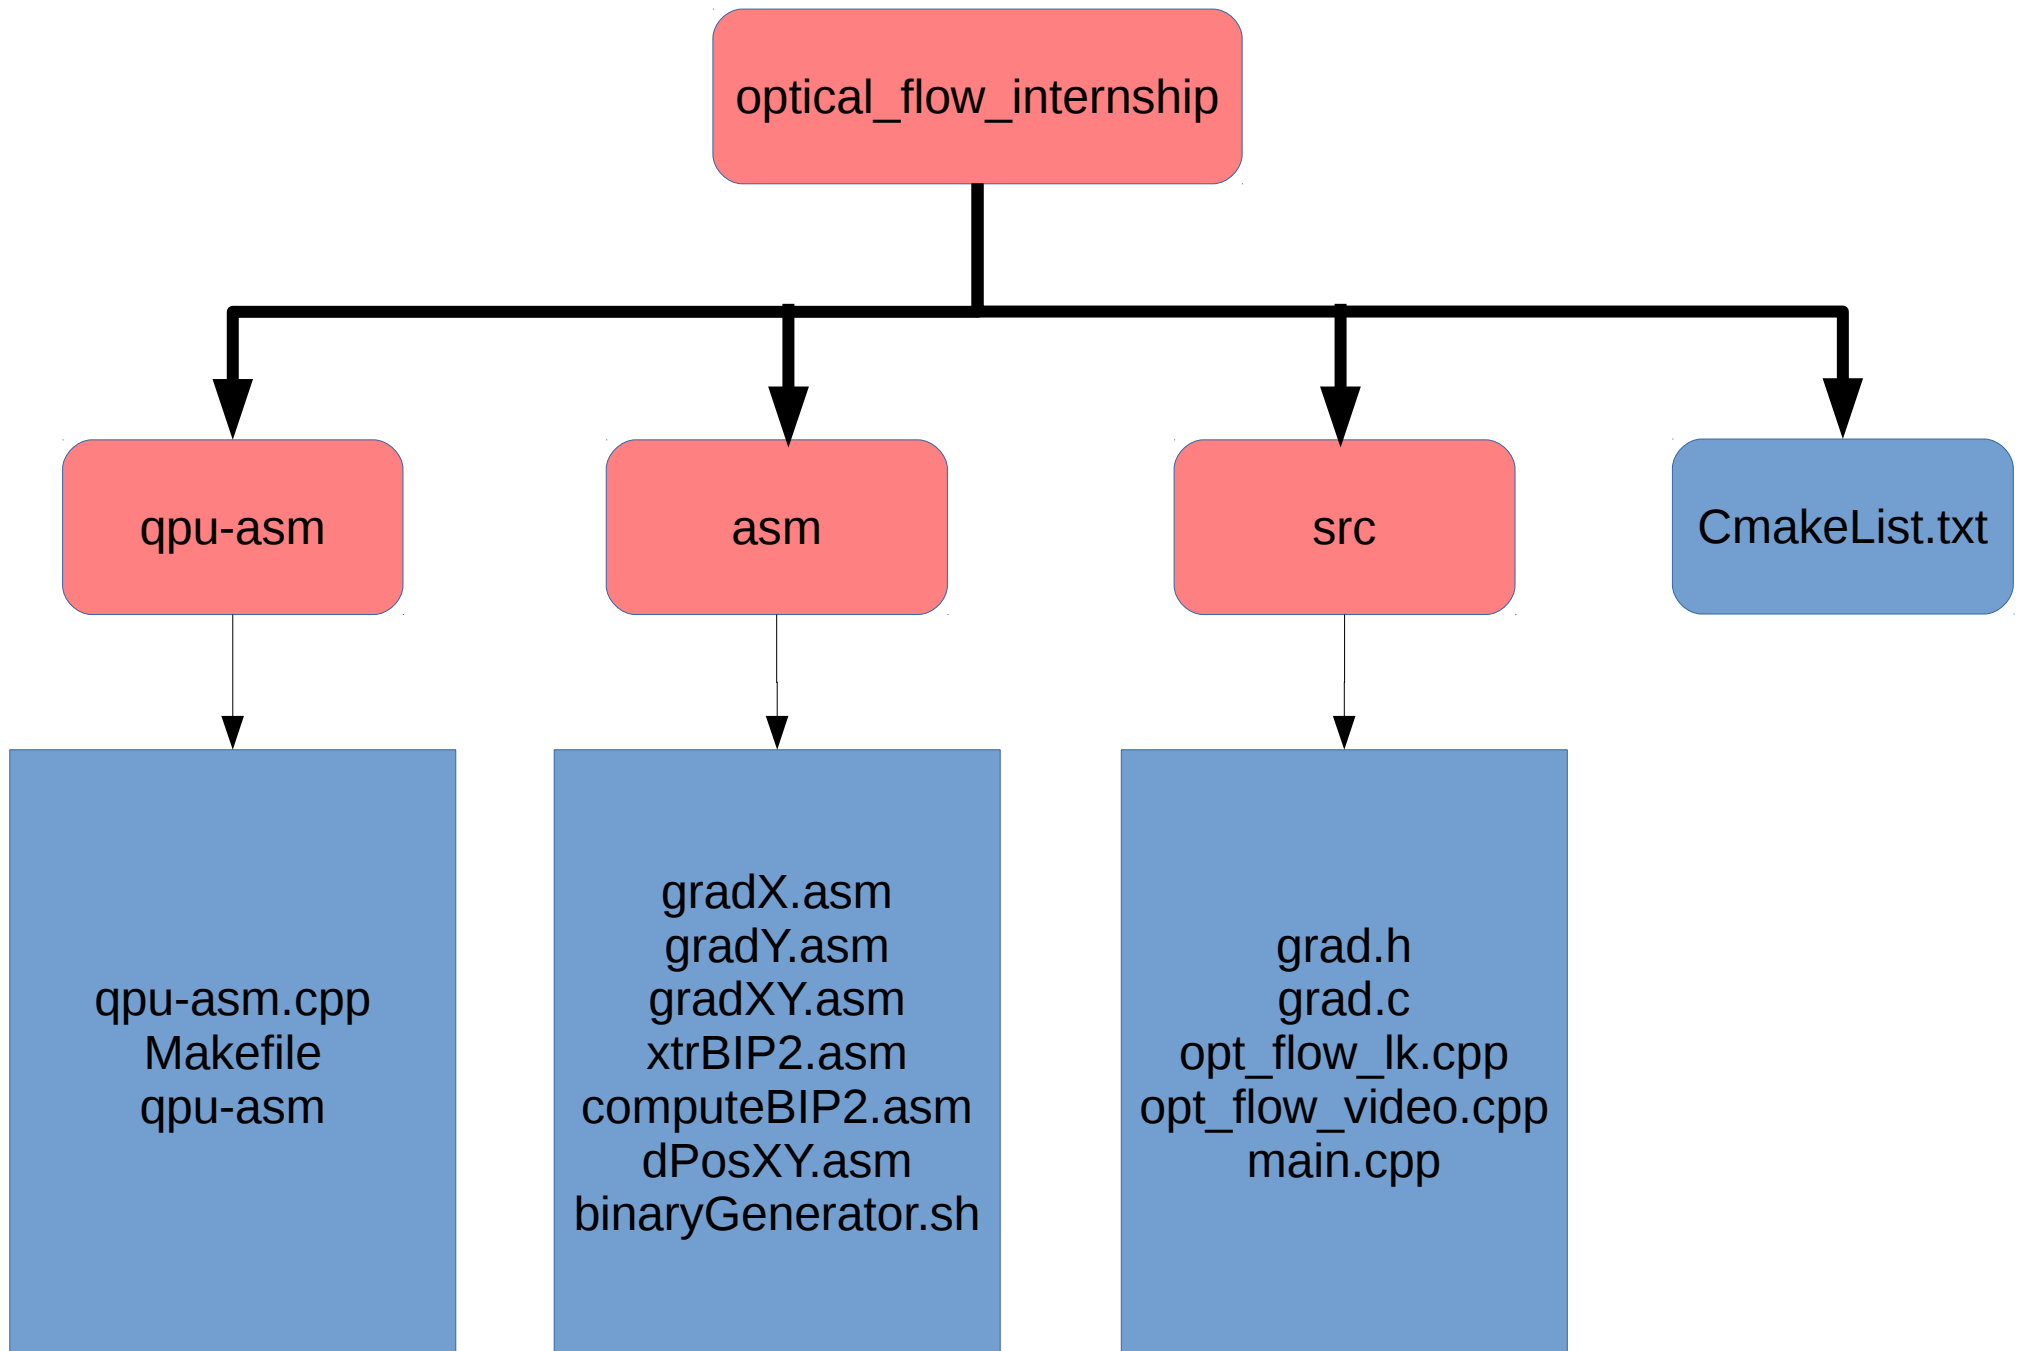 optical_flow_internship
qpu-asm
asm
src
CmakeList.txt
qpu-asm.cpp
Makefile
qpu-asm
gradX.asm
gradY.asm
gradXY.asm
xtrBIP2.asm
computeBIP2.asm
dPosXY.asm
binaryGenerator.sh
grad.h
grad.c
opt_flow_lk.cpp
opt_flow_video.cpp
main.cpp